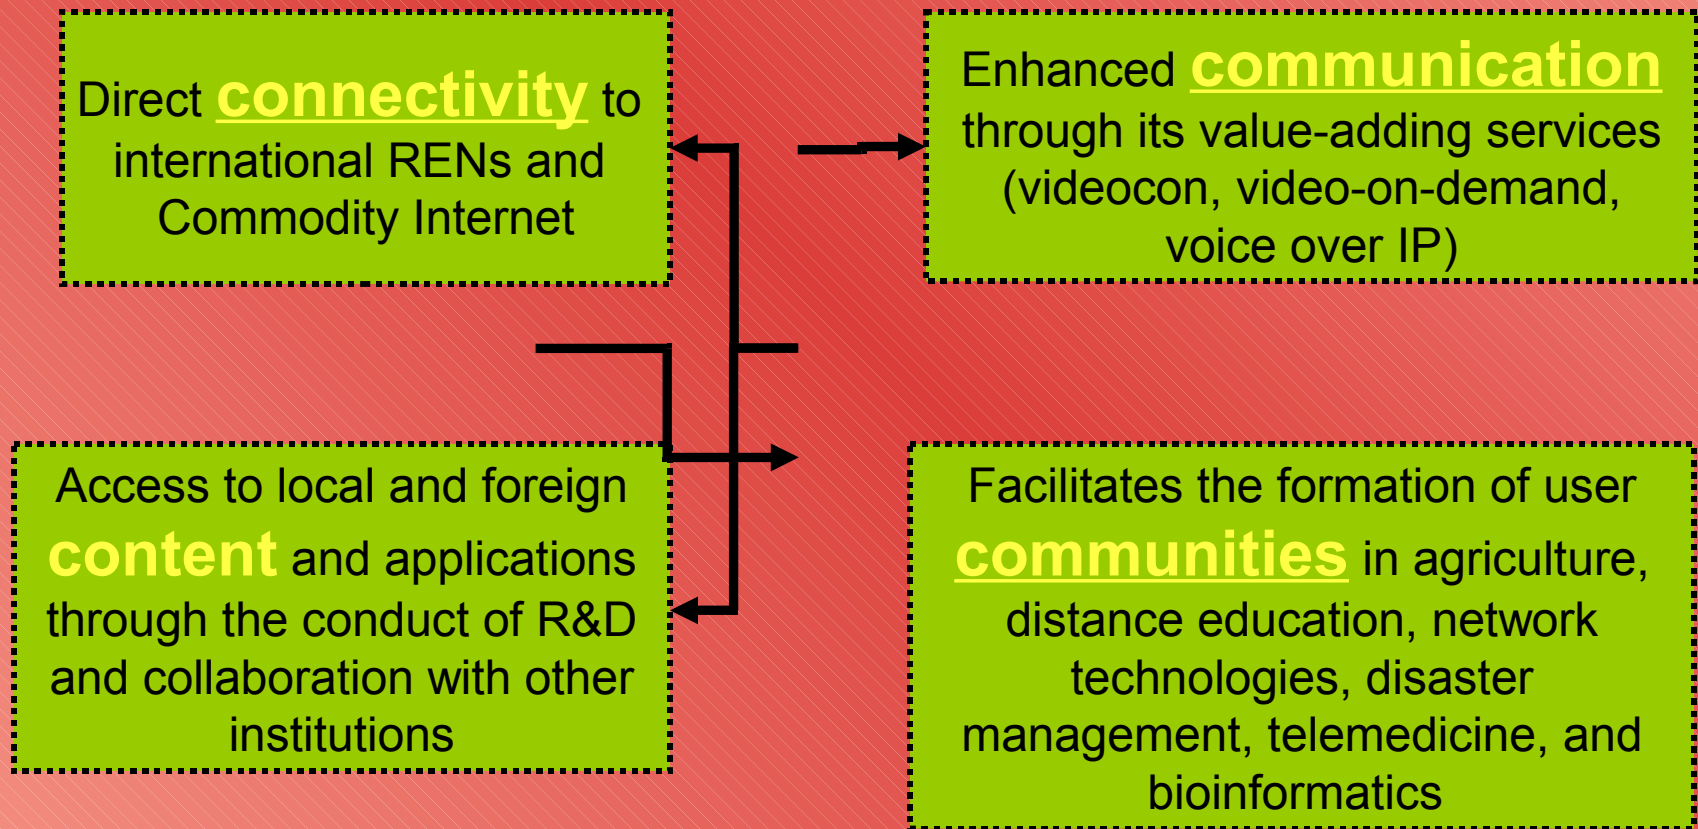 Direct connectivity to
international RENs and
Commodity Internet
Enhanced communication
through its value-adding services
(videocon, video-on-demand,
voice over IP)
Access to local and foreign
content and applications
through the conduct of R&D
and collaboration with other
institutions
Facilitates the formation of user
communities in agriculture,
distance education, network
technologies, disaster
management, telemedicine, and
bioinformatics